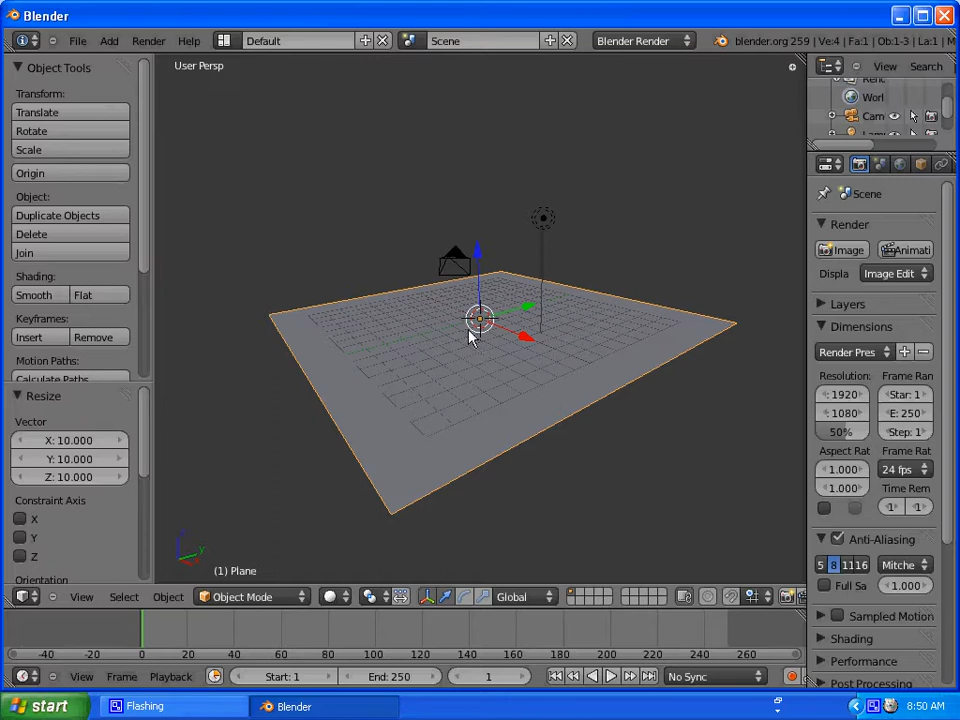 Blender
File Add Render Help Default Scene Blender Render blender.org 259 | Ve:4 | Fa:1 | Ob:1-3 | La:1 | M
Object Tools
User Persp
View Search
Transform:
Translate
Rotate
Scale
Origin
Object:
Duplicate Objects
Delete
Join
Shading:
Smooth Flat
Keyframes:
Insert Remove
Motion Paths:
Calculate Paths
Resize
Vector
X: 10.000
Y: 10.000
Z: 10.000
Constraint Axis
X
Y
Z
Orientation
z
y
(1) Plane
View Select Object Object Mode Global
-40 -20 0 20 40 60 80 100 120 140 160 180 200 220 240 260
View Frame Playback Start: 1 End: 250 1 No Sync
Worl
Cam
Scene
Render
Image Animati
Displa Image Edit
Layers
Dimensions
Render Pres
Resolution: Frame Ran
: 1920 Star: 1
: 1080 E: 250
50% Step: 1
Aspect Rat Frame Rat
1.000 24 fps
1.000 Time Rem
1 1
Anti-Aliasing
5 8 11 16 Mitche
Full Sa 1.000
Sampled Motion
Shading
Performance
Post Processing
start Flashing Blender 8:50 AM